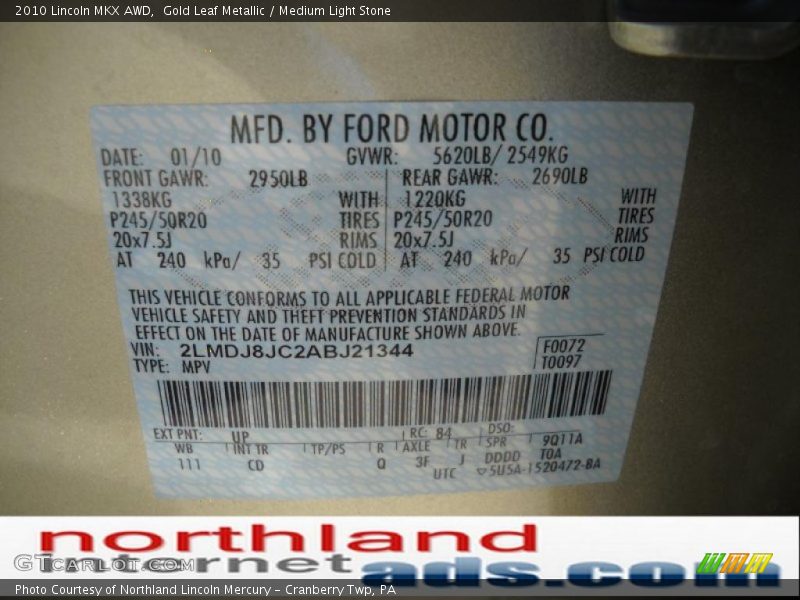 2010 Lincoln MKX AWD,  Gold Leaf Metallic / Medium Light Stone
MFD. BY FORD MOTOR CO.
DATE: 01/10 GVWR: 5620LB/ 2549KG
FRONT GAWR: 2950LB REAR GAWR: 2690LB
1338KG WITH 1220KG WITH
P245/50R20 TIRES P245/50R20 TIRES
20x7.5J RIMS 20x7.5J RIMS
AT 240 kPa/ 35 PSI COLD AT 240 kPa/ 35 PSI COLD
THIS VEHICLE CONFORMS TO ALL APPLICABLE FEDERAL MOTOR
VEHICLE SAFETY AND THEFT PREVENTION STANDARDS IN
EFFECT ON THE DATE OF MANUFACTURE SHOWN ABOVE.
VIN: 2LMDJ8JC2ABJ21344 F0072
TYPE: MPV T0097
EXT PNT: UP RC: 84 DSO:
WB INT TR TP/PS R AXLE TR SPR 9Q11A
111 CD Q 3F J DDDD TOA
UTC 5U5A-1520472-BA
northland
internet
ads.com
GTCARLOT.COM
Photo Courtesy of Northland Lincoln Mercury – Cranberry Twp, PA